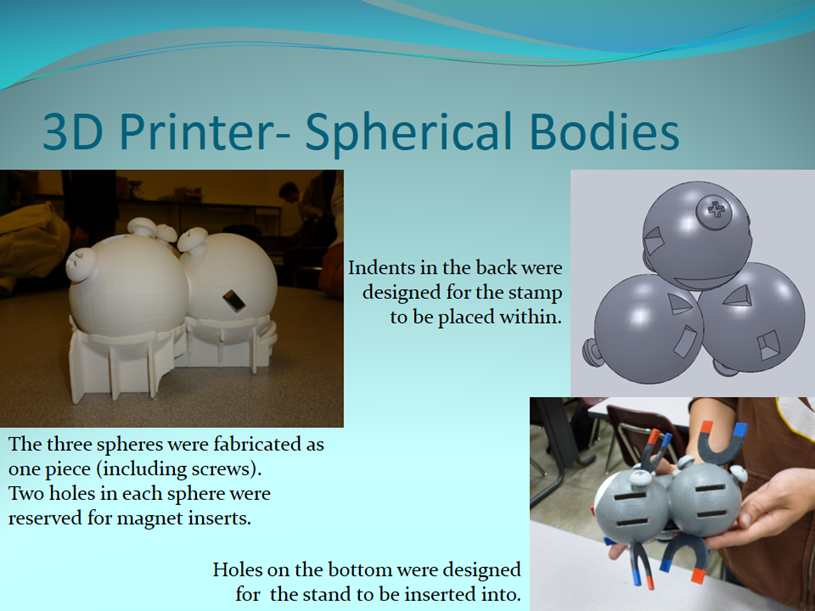 3D Printer- Spherical Bodies
Indents in the back were
designed for the stamp
to be placed within.
The three spheres were fabricated as
one piece (including screws).
Two holes in each sphere were
reserved for magnet inserts.
Holes on the bottom were designed
for the stand to be inserted into.